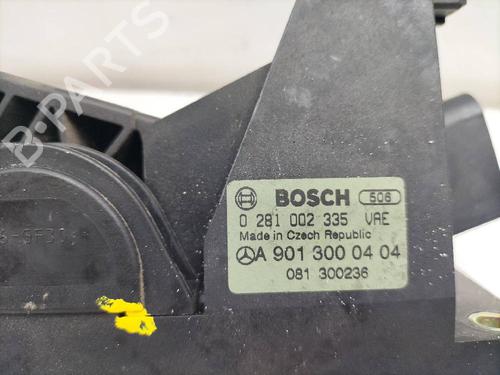 B-PARTS
BOSCH 506
0 281 002 335 VAE
Made in Czech Republic
A 901 300 04 04
081 300236